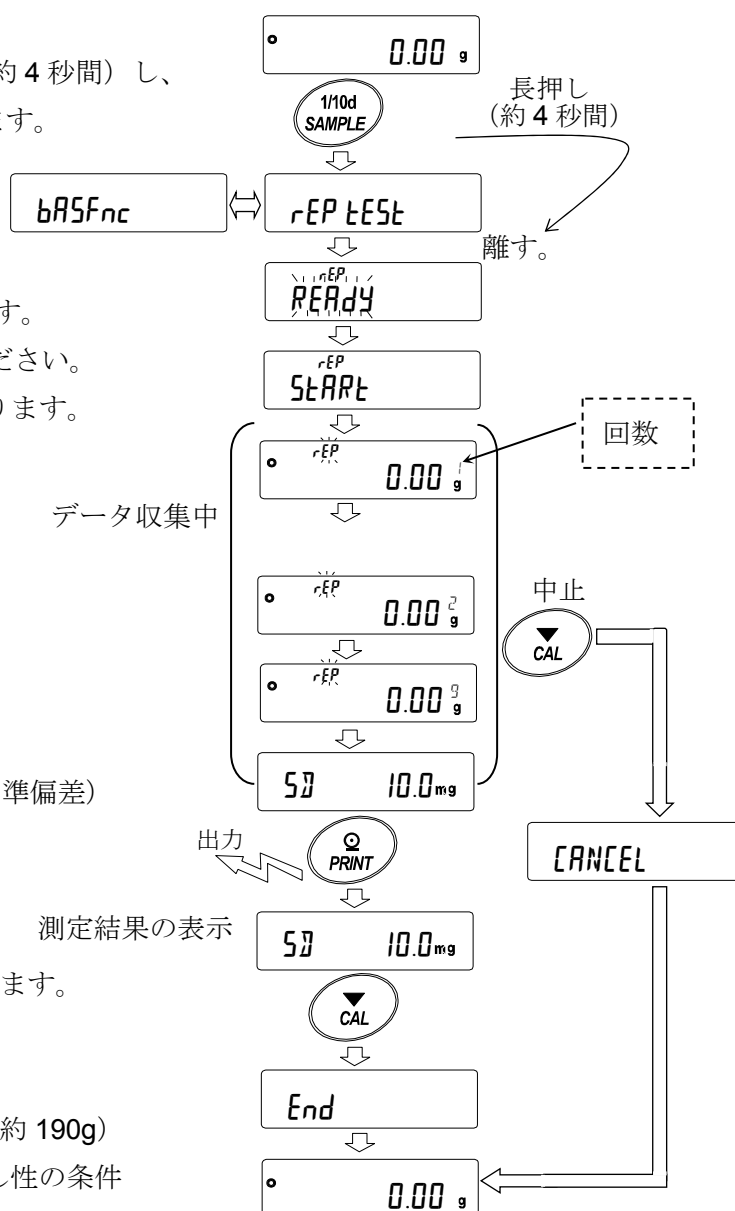 0.00 g
約 4 秒間）し、
1/10d
SAMPLE
長押し
（約 4 秒間）
ます。
bASFnc
rEP tESt
離す。
rEP
REAdY
す。
ださい。
rEP
StARt
ります。
回数
rEP
0.00 g 1
データ収集中
rEP
0.00 g 2
中止
CAL
rEP
0.00 g 9
SD 10.0mg
準偏差）
出力
PRINT
CANCEL
測定結果の表示
SD 10.0mg
ます。
CAL
End
約 190g）
し性の条件
0.00 g